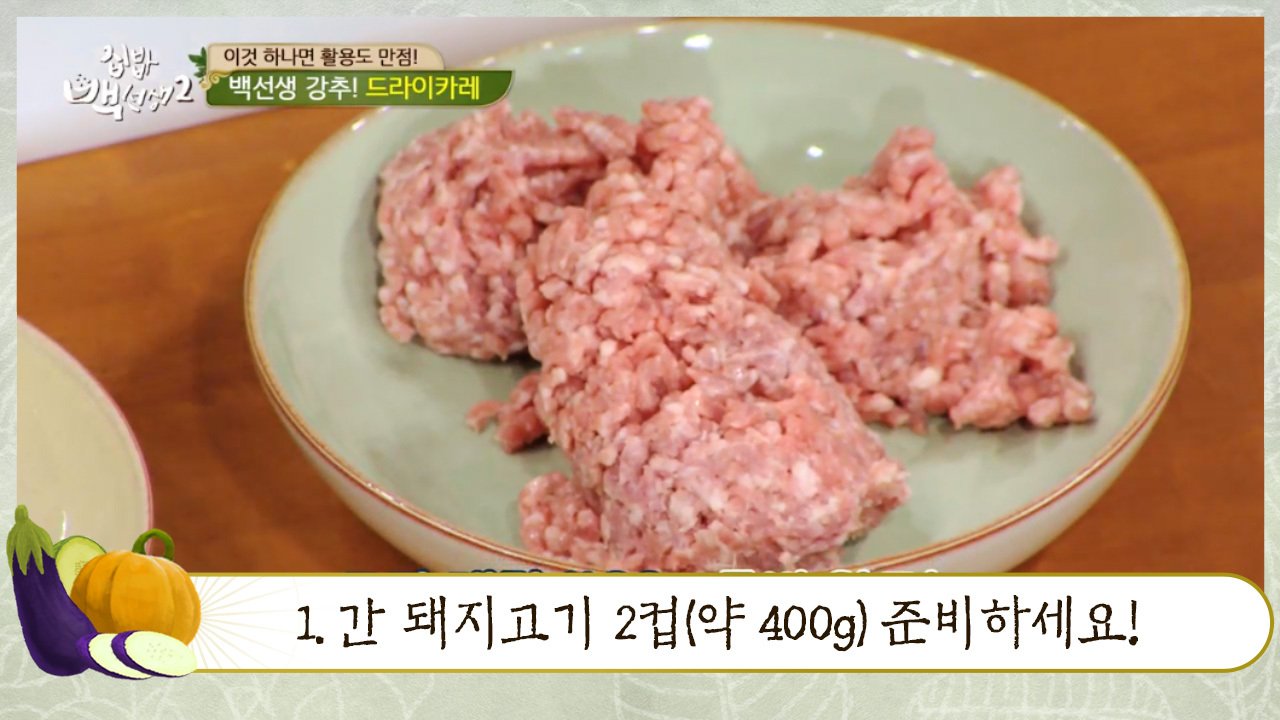 집밥
백선생2
이것 하나면 활용도 만점!
백선생 강추! 드라이카레
1. 간 돼지고기 2컵(약 400g) 준비하세요!